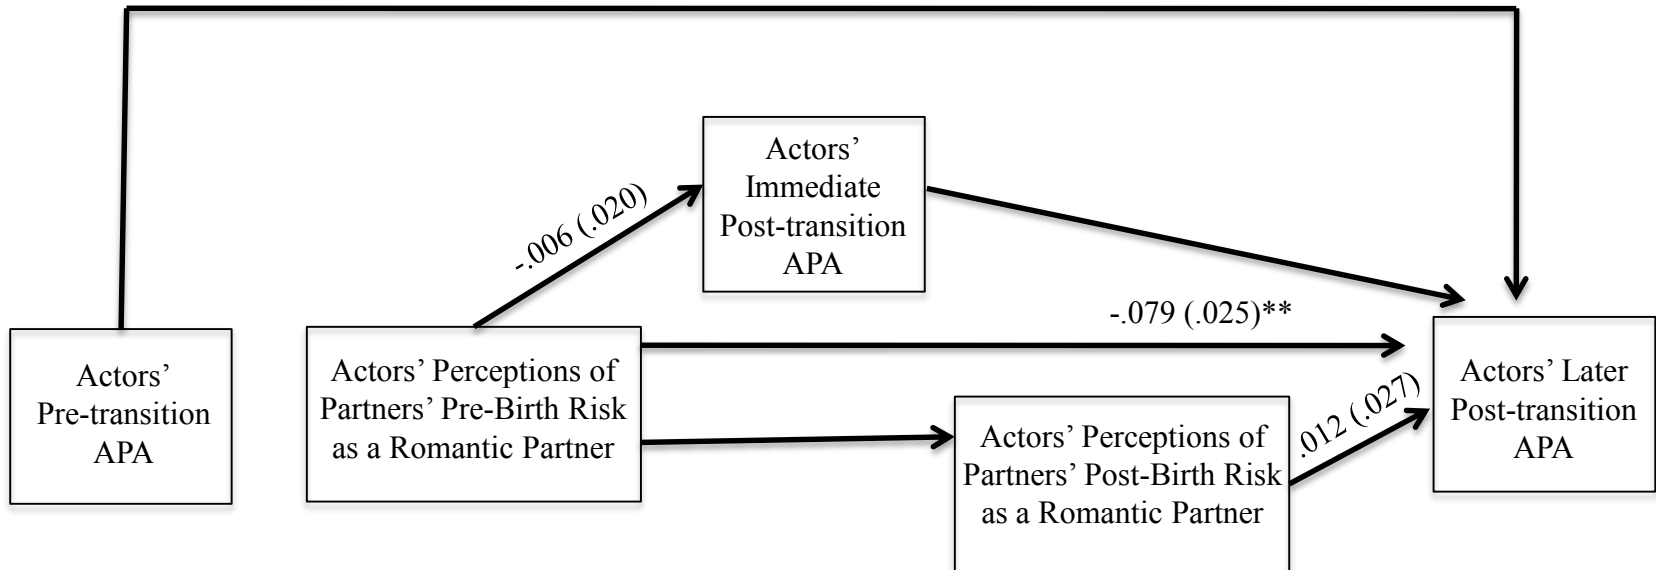 Actors’
Immediate
Post-transition
APA
-.006 (.020)
-.079 (.025)**
Actors’
Pre-transition
APA
Actors’ Perceptions of
Partners’ Pre-Birth Risk
as a Romantic Partner
Actors’ Perceptions of
Partners’ Post-Birth Risk
as a Romantic Partner
.012 (.027)
Actors’ Later
Post-transition
APA